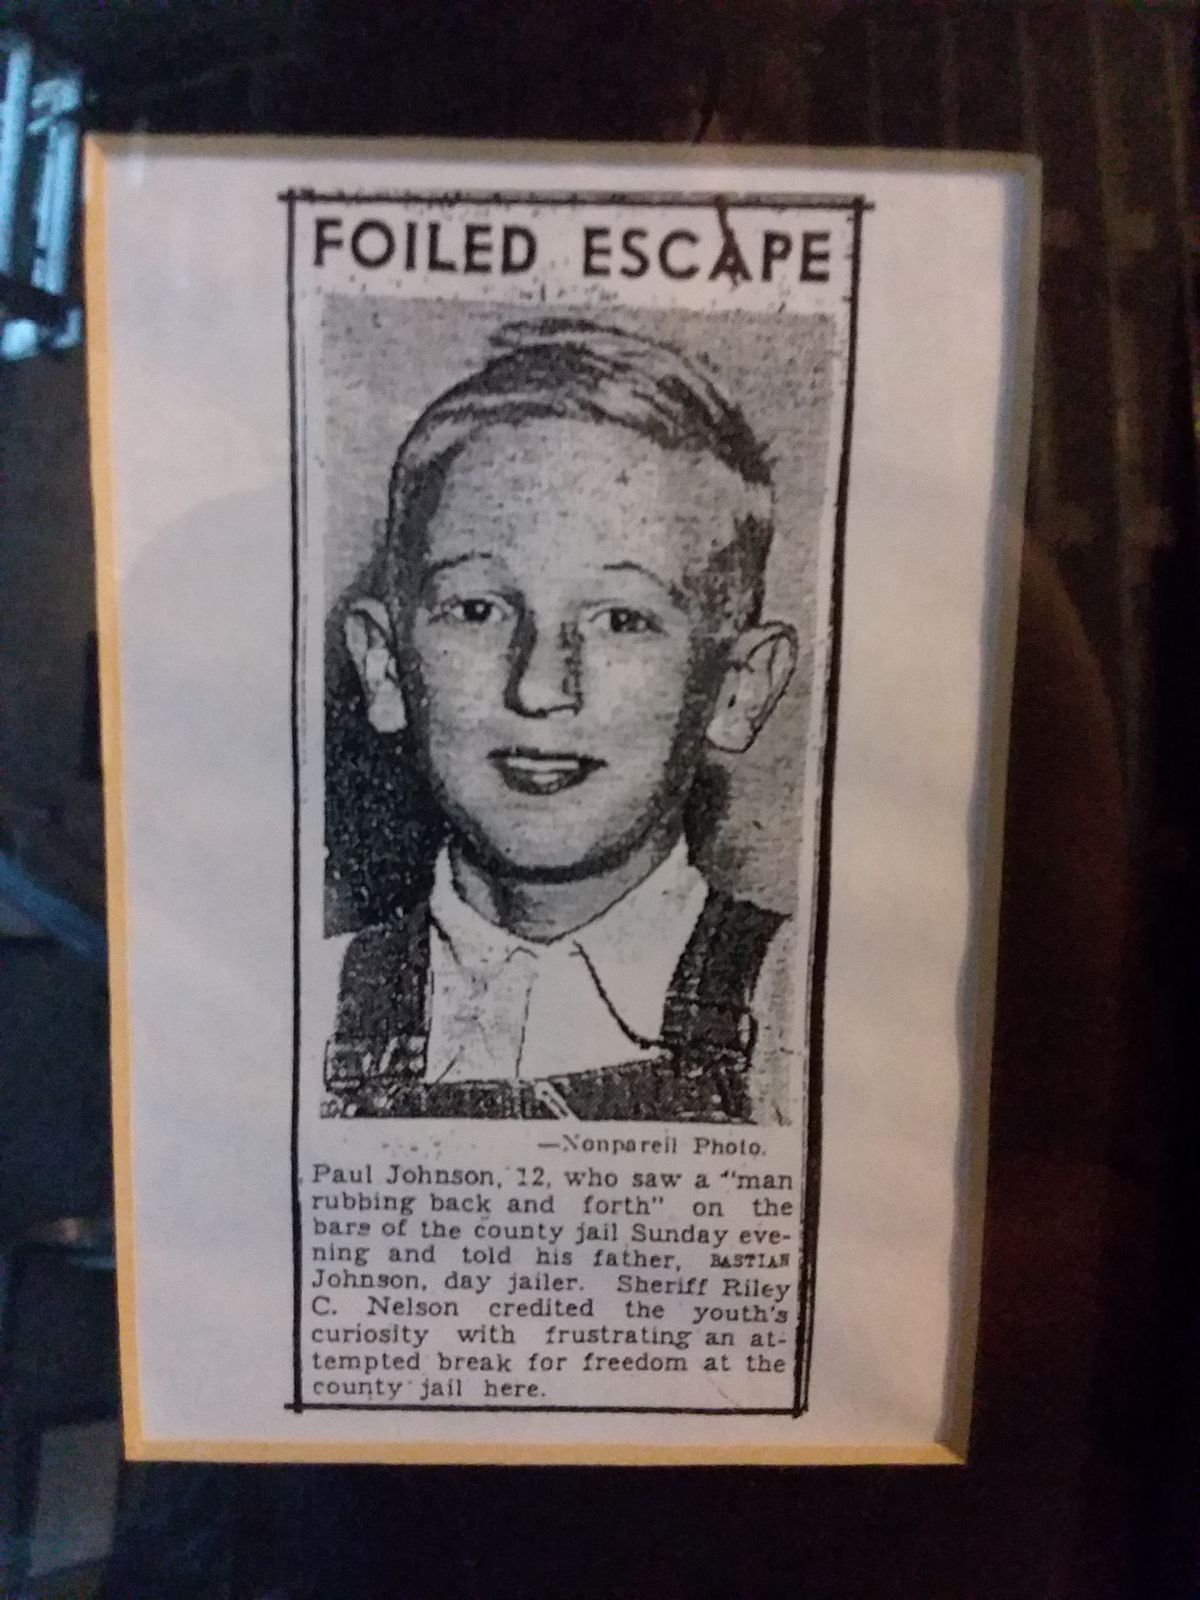 FOILED ESCAPE
—Nonpareil Photo.
Paul Johnson, 12, who saw a "man
rubbing back and forth" on the
bars of the county jail Sunday eve-
ning and told his father, BASTIAN
Johnson, day jailer. Sheriff Riley
C. Nelson credited the youth's
curiosity with frustrating an at-
tempted break for freedom at the
county jail here.